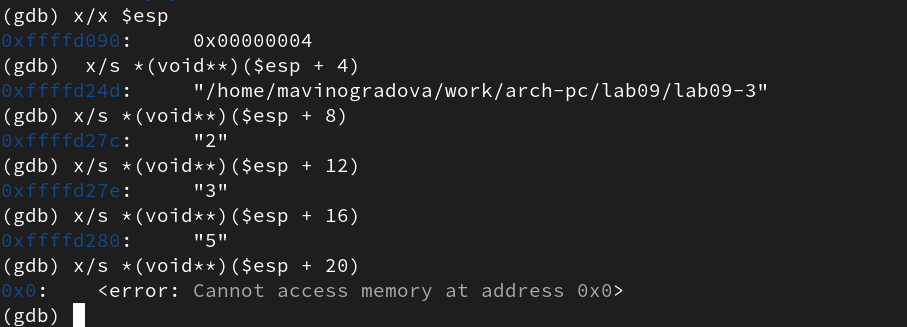 (gdb) x/x $esp
0xffffd090:     0x00000004
(gdb)  x/s *(void**)($esp + 4)
0xffffd24d:     "/home/mavinogradova/work/arch-pc/lab09/lab09-3"
(gdb) x/s *(void**)($esp + 8)
0xffffd27c:     "2"
(gdb) x/s *(void**)($esp + 12)
0xffffd27e:     "3"
(gdb) x/s *(void**)($esp + 16)
0xffffd280:     "5"
(gdb) x/s *(void**)($esp + 20)
0x0:    <error: Cannot access memory at address 0x0>
(gdb)